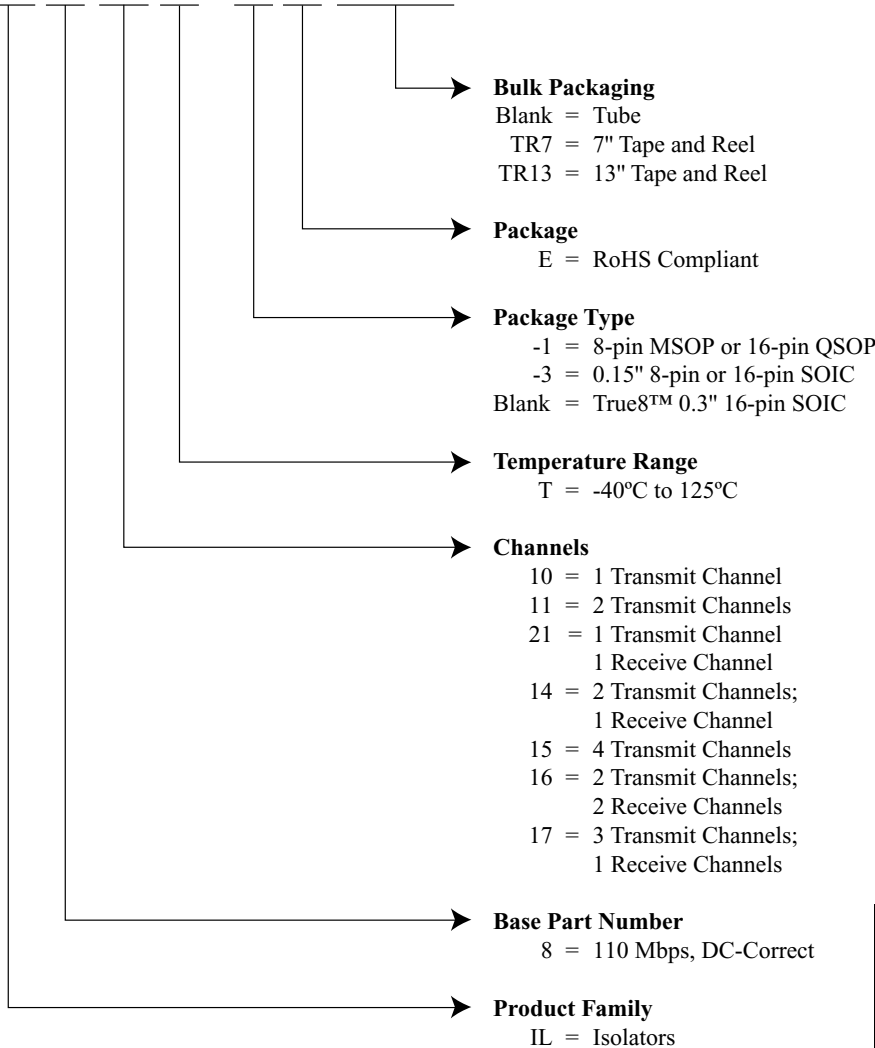 Bulk Packaging
Blank = Tube
TR7 = 7" Tape and Reel
TR13 = 13" Tape and Reel
Package
E = RoHS Compliant
Package Type
-1 = 8-pin MSOP or 16-pin QSOP
-3 = 0.15" 8-pin or 16-pin SOIC
Blank = True8™ 0.3" 16-pin SOIC
Temperature Range
T = -40ºC to 125ºC
Channels
10 = 1 Transmit Channel
11 = 2 Transmit Channels
21 = 1 Transmit Channel
1 Receive Channel
14 = 2 Transmit Channels;
1 Receive Channel
15 = 4 Transmit Channels
16 = 2 Transmit Channels;
2 Receive Channels
17 = 3 Transmit Channels;
1 Receive Channels
Base Part Number
8 = 110 Mbps, DC-Correct
Product Family
IL = Isolators